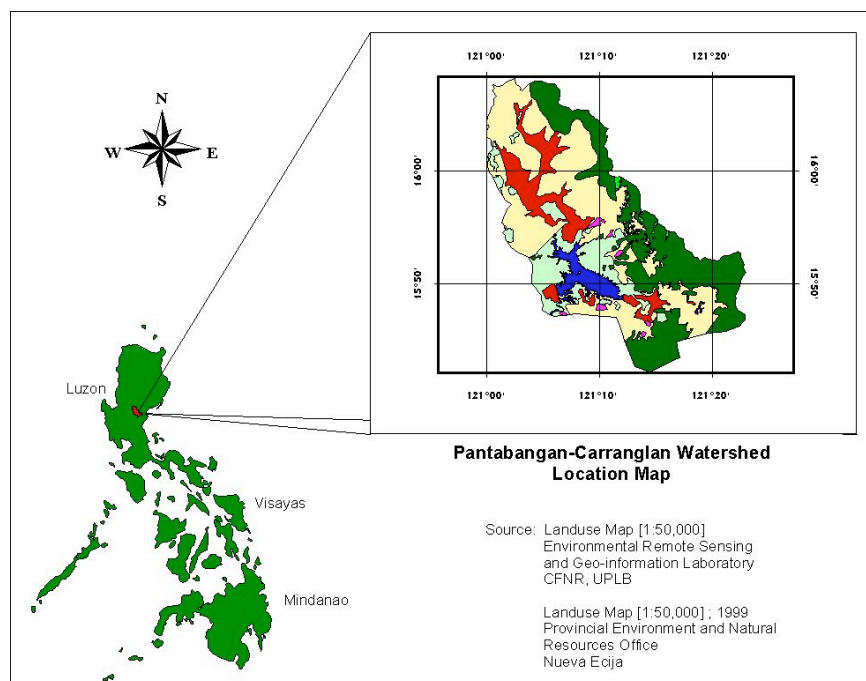 121°00'
121°10'
121°20'
16°00'
16°00'
15°50'
15°05'
N
W
E
S
Luzon
Visayas
Mindanao
121°00'
121°10'
121°20'
Pantabangan-Carranglan Watershed
Location Map
Source: Landuse Map [1:50,000]
Environmental Remote Sensing
and Geo-information Laboratory
CFNR, UPLB
Landuse Map [1:50,000] ; 1999
Provincial Environment and Natural
Resources Office
Nueva Ecija